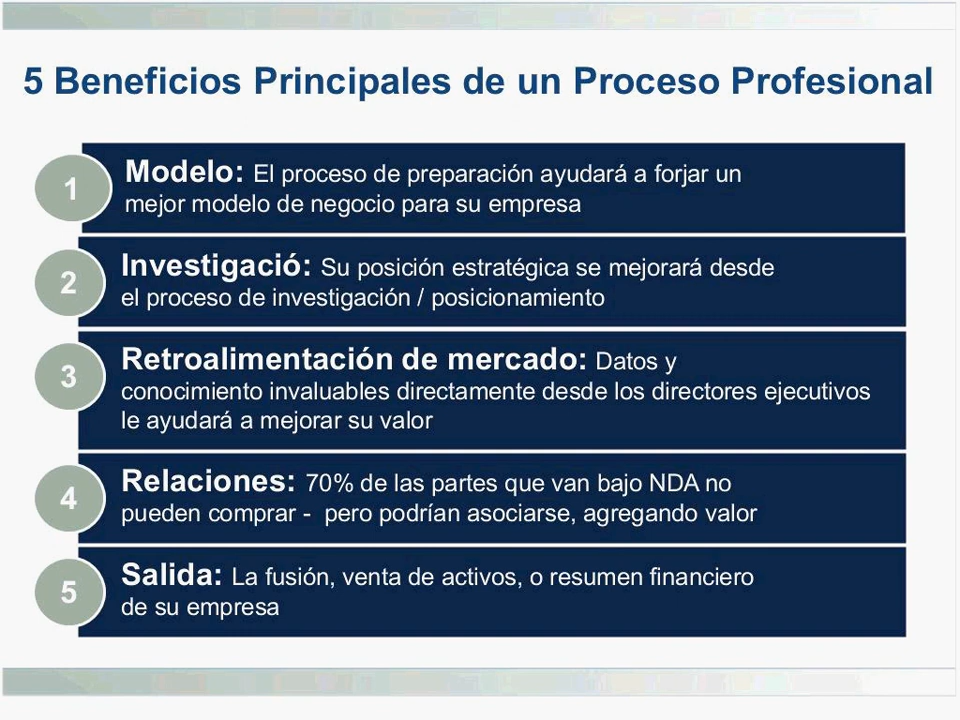 5 Beneficios Principales de un Proceso Profesional
1
Modelo: El proceso de preparación ayudará a forjar un
mejor modelo de negocio para su empresa
2
Investigació: Su posición estratégica se mejorará desde
el proceso de investigación / posicionamiento
3
Retroalimentación de mercado: Datos y
conocimiento invaluables directamente desde los directores ejecutivos
le ayudará a mejorar su valor
4
Relaciones: 70% de las partes que van bajo NDA no
pueden comprar - pero podrían asociarse, agregando valor
5
Salida: La fusión, venta de activos, o resumen financiero
de su empresa